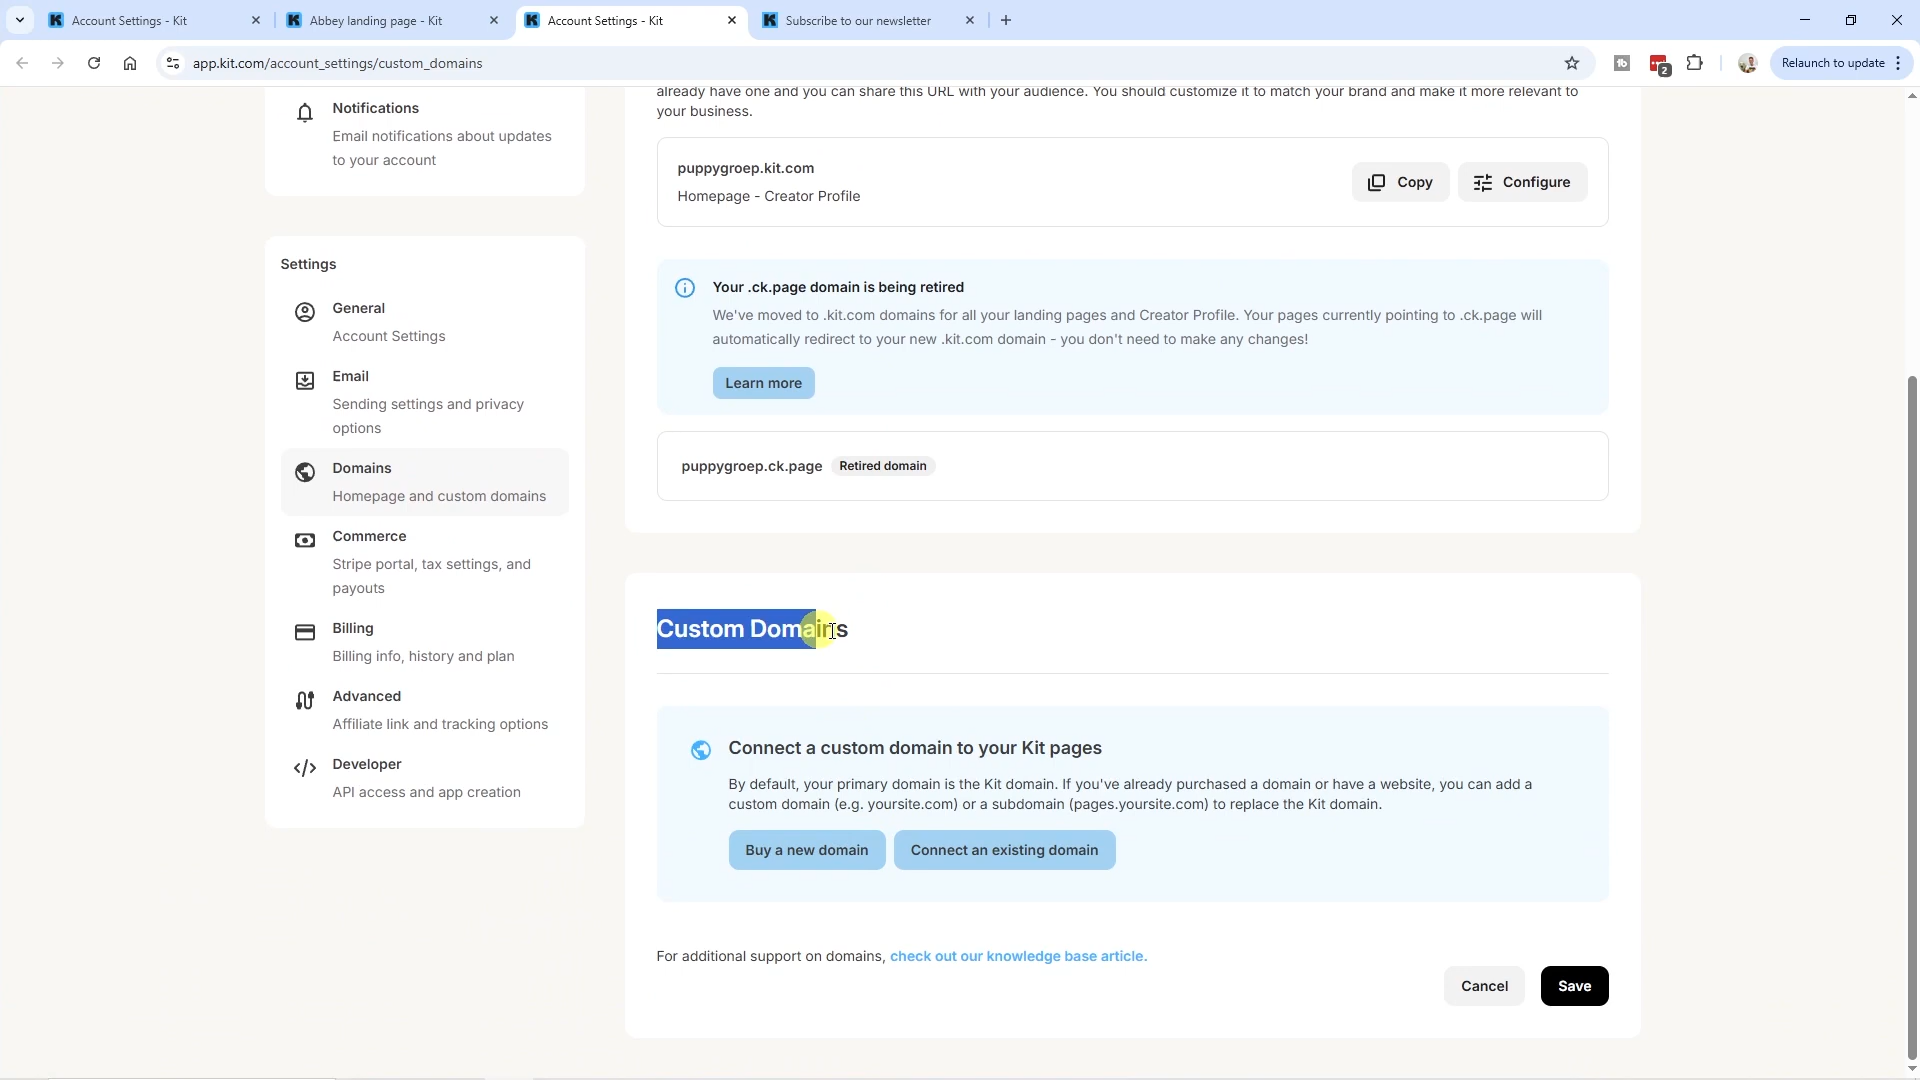 Account Settings - Kit
Abbey landing page - Kit
Account Settings - Kit
Subscribe to our newsletter
app.kit.com/account_settings/custom_domains
2
Relaunch to update
Notifications
Email notifications about updates
to your account
Settings
General
Account Settings
Email
Sending settings and privacy
options
Domains
Homepage and custom domains
Commerce
Stripe portal, tax settings, and
payouts
Billing
Billing info, history and plan
Advanced
Affiliate link and tracking options
Developer
API access and app creation
already have one and you can share this URL with your audience. You should customize it to match your brand and make it more relevant to
your business.
puppygroep.kit.com
Homepage - Creator Profile
Copy
Configure
Your .ck.page domain is being retired
We've moved to .kit.com domains for all your landing pages and Creator Profile. Your pages currently pointing to .ck.page will
automatically redirect to your new .kit.com domain - you don't need to make any changes!
Learn more
puppygroep.ck.page Retired domain
Custom Domains
Connect a custom domain to your Kit pages
By default, your primary domain is the Kit domain. If you've already purchased a domain or have a website, you can add a
custom domain (e.g. yoursite.com) or a subdomain (pages.yoursite.com) to replace the Kit domain.
Buy a new domain
Connect an existing domain
For additional support on domains, check out our knowledge base article.
Cancel
Save